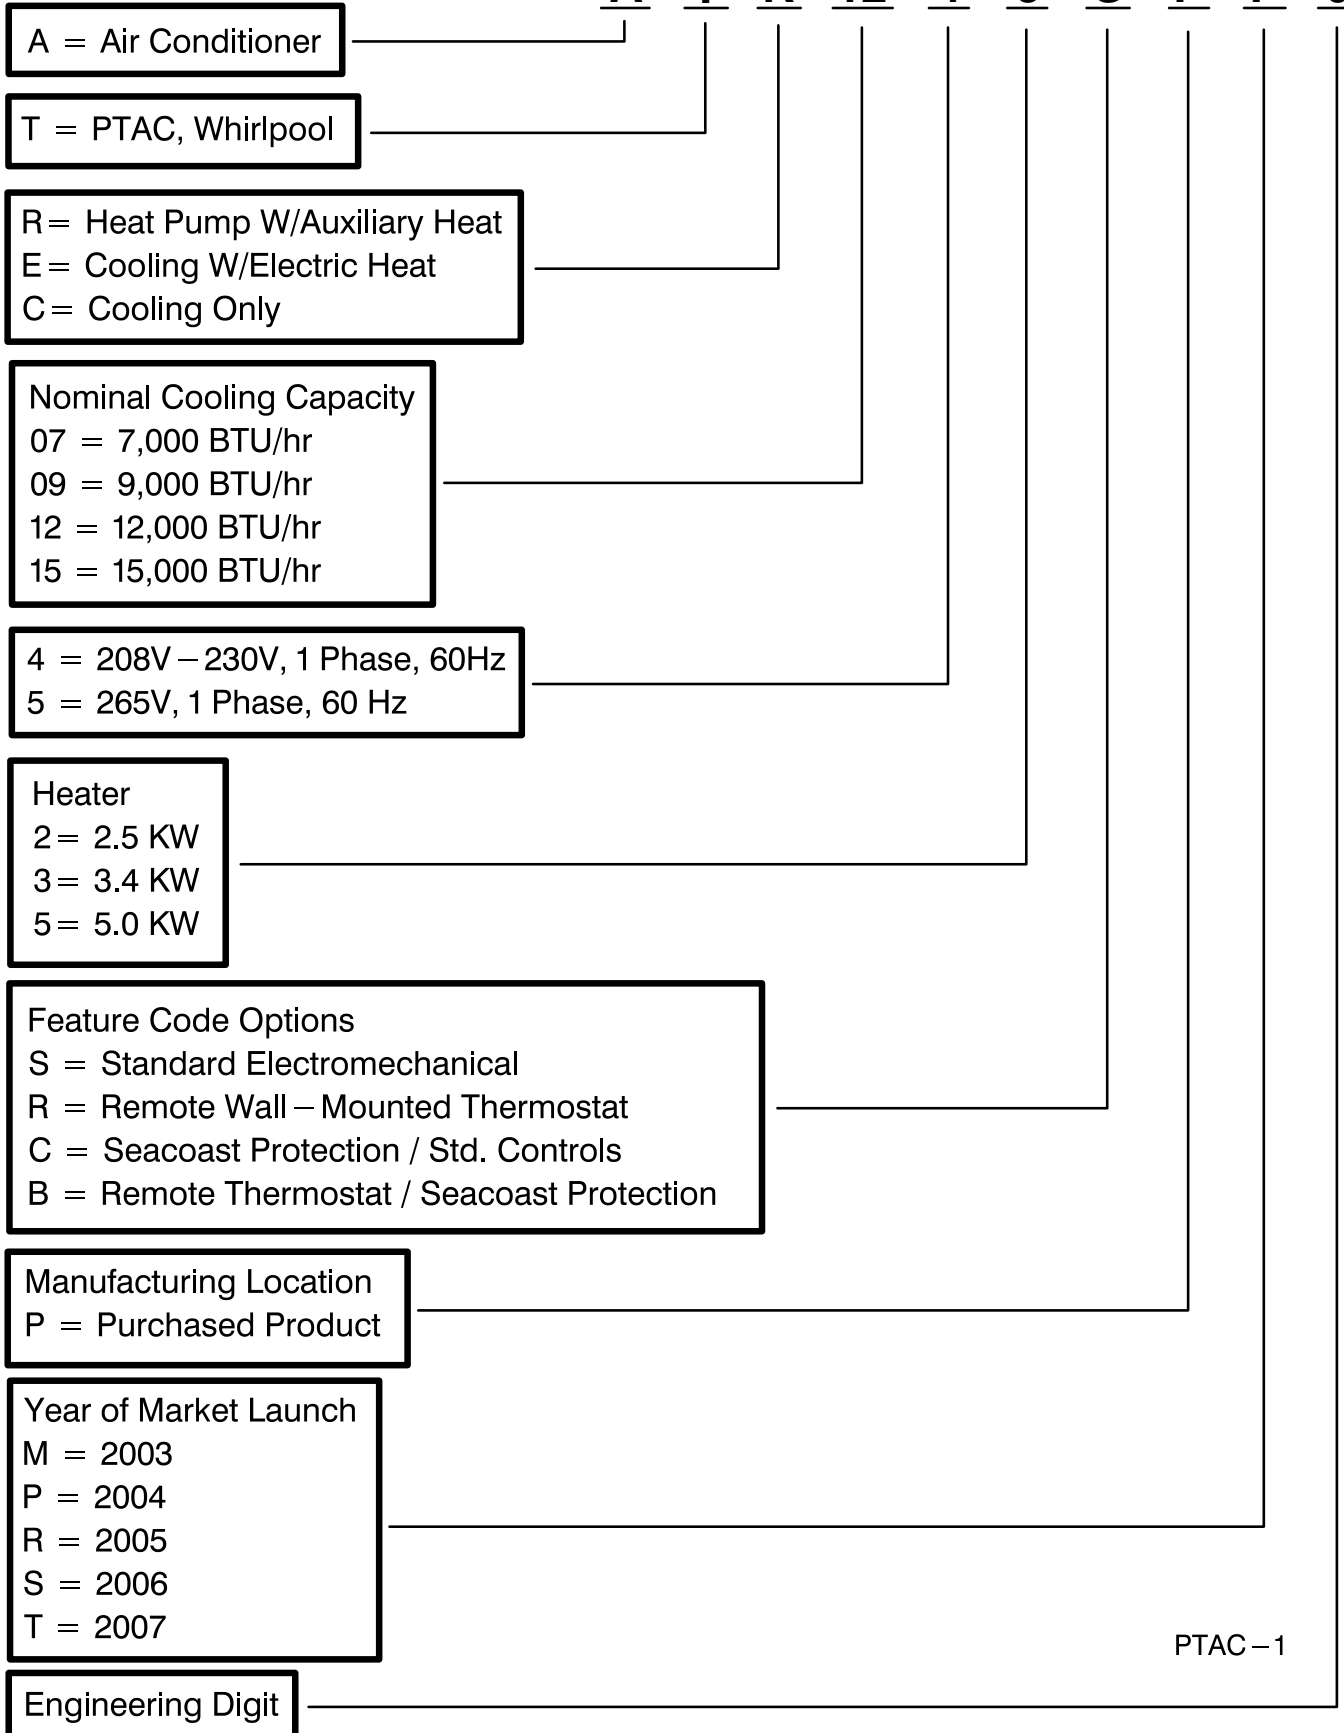 A = Air Conditioner
T = PTAC, Whirlpool
R = Heat Pump W/Auxiliary Heat
E = Cooling W/Electric Heat
C = Cooling Only
Nominal Cooling Capacity
07 = 7,000 BTU/hr
09 = 9,000 BTU/hr
12 = 12,000 BTU/hr
15 = 15,000 BTU/hr
4 = 208V – 230V, 1 Phase, 60Hz
5 = 265V, 1 Phase, 60 Hz
Heater
2 = 2.5 KW
3 = 3.4 KW
5 = 5.0 KW
Feature Code Options
S = Standard Electromechanical
R = Remote Wall – Mounted Thermostat
C = Seacoast Protection / Std. Controls
B = Remote Thermostat / Seacoast Protection
Manufacturing Location
P = Purchased Product
Year of Market Launch
M = 2003
P = 2004
R = 2005
S = 2006
T = 2007
PTAC – 1
Engineering Digit